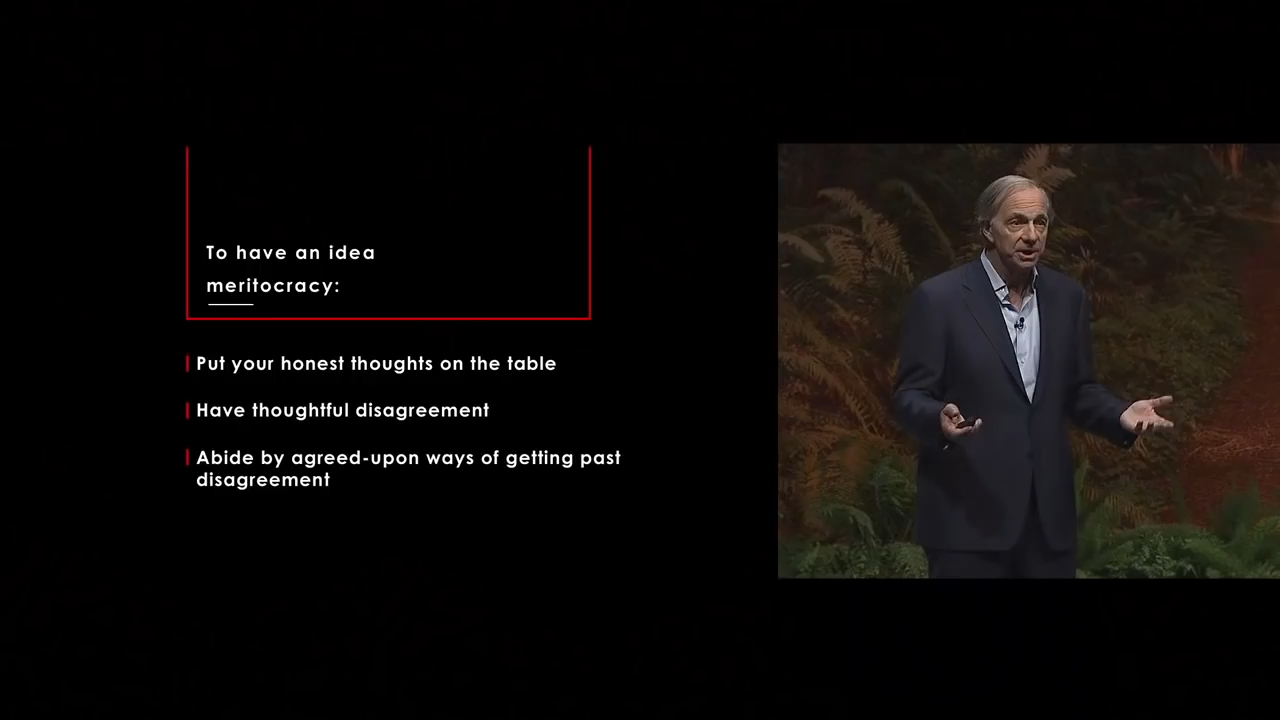 To have an idea
meritocracy:
Put your honest thoughts on the table
Have thoughtful disagreement
Abide by agreed-upon ways of getting past
disagreement